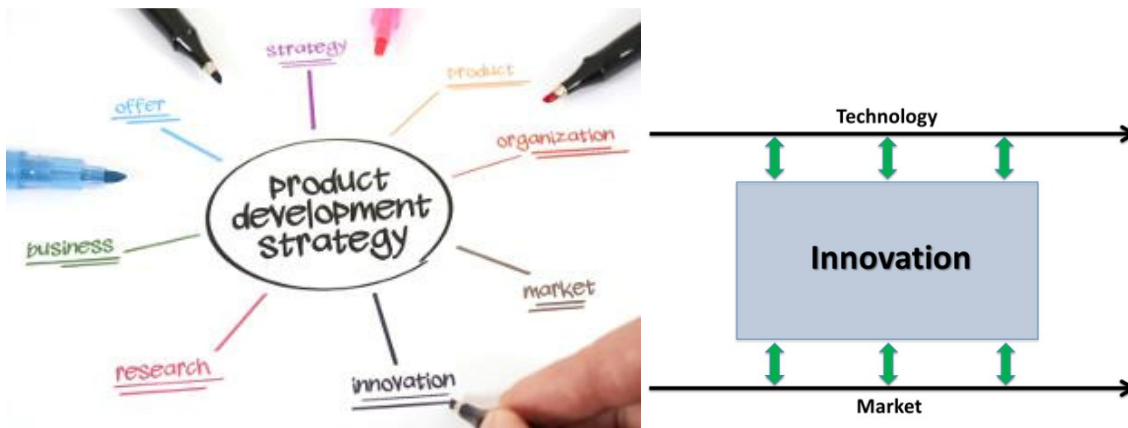 strategy
product
offer
organization
product
development
strategy
business
market
research
innovation
Technology
Innovation
Market